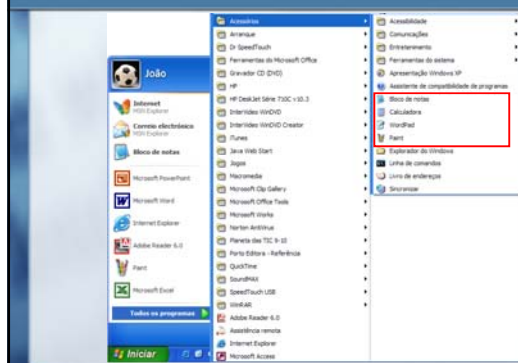 João
Internet
MSN Explorer
Correio electrónico
MSN Explorer
Bloco de notas
Microsoft PowerPoint
Microsoft Word
Internet Explorer
Adobe Reader 6.0
Paint
Microsoft Excel
Todos os programas
Iniciar
Acessórios
Arranque
Dr SpeedTouch
Ferramentas do Microsoft Office
Gravador CD (DVD)
HP
HP DeskJet Série 710C v10.3
InterVideo WinDVD
InterVideo WinDVD Creator
iTunes
Java Web Start
Jogos
Macromedia
Microsoft Clip Gallery
Microsoft Office Tools
Microsoft Works
Norton AntiVirus
Planeta das TIC 9-10
Porto Editora - Referência
QuickTime
SoundMAX
SpeedTouch USB
WinRAR
Adobe Reader 6.0
Assistência remota
Internet Explorer
Microsoft Access
Acessibilidade
Comunicações
Entretenimento
Ferramentas do sistema
Apresentação Windows XP
Assistente de compatibilidade de programas
Bloco de notas
Calculadora
WordPad
Paint
Explorador do Windows
Linha de comandos
Livro de endereços
Sincronizar